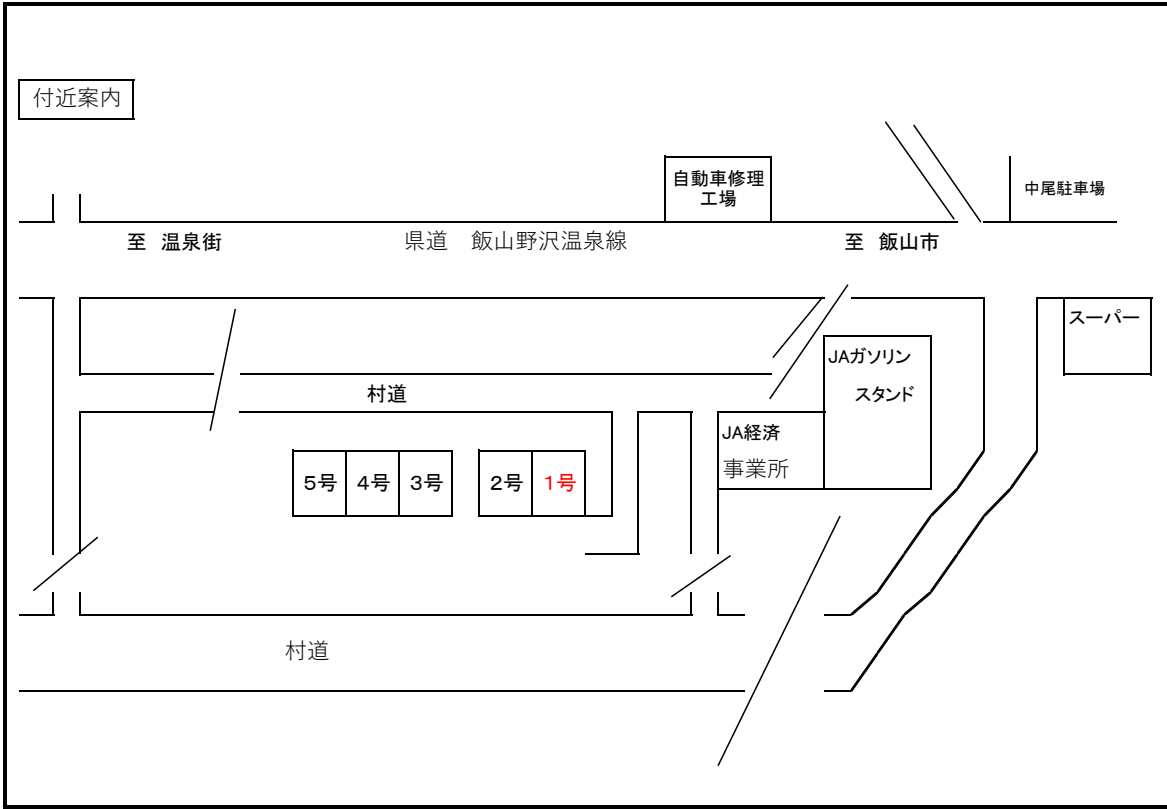 付近案内
自動車修理
工場
中尾駐車場
至 温泉街
県道 飯山野沢温泉線
至 飯山市
スーパー
JAガソリン
スタンド
村道
JA経済
事業所
5号
4号
3号
2号
1号
村道